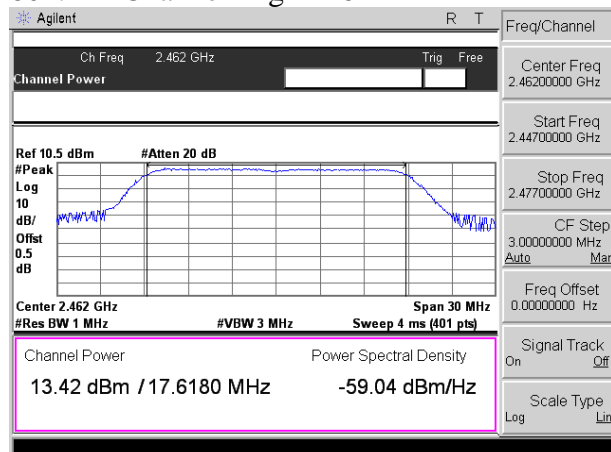 Agilent R T
Freq/Channel
Ch Freq 2.462 GHz Trig Free
Channel Power
Center Freq
2.46200000 GHz
Start Freq
2.44700000 GHz
Stop Freq
2.47700000 GHz
CF Step
3.00000000 MHz
Auto Man
Freq Offset
0.00000000 Hz
Signal Track
On Off
Scale Type
Log Lin
Ref 10.5 dBm #Atten 20 dB
#Peak
Log
10
dB/
Offst
0.5
dB
Center 2.462 GHz Span 30 MHz
#Res BW 1 MHz #VBW 3 MHz Sweep 4 ms (401 pts)
Channel Power Power Spectral Density
13.42 dBm / 17.6180 MHz -59.04 dBm/Hz